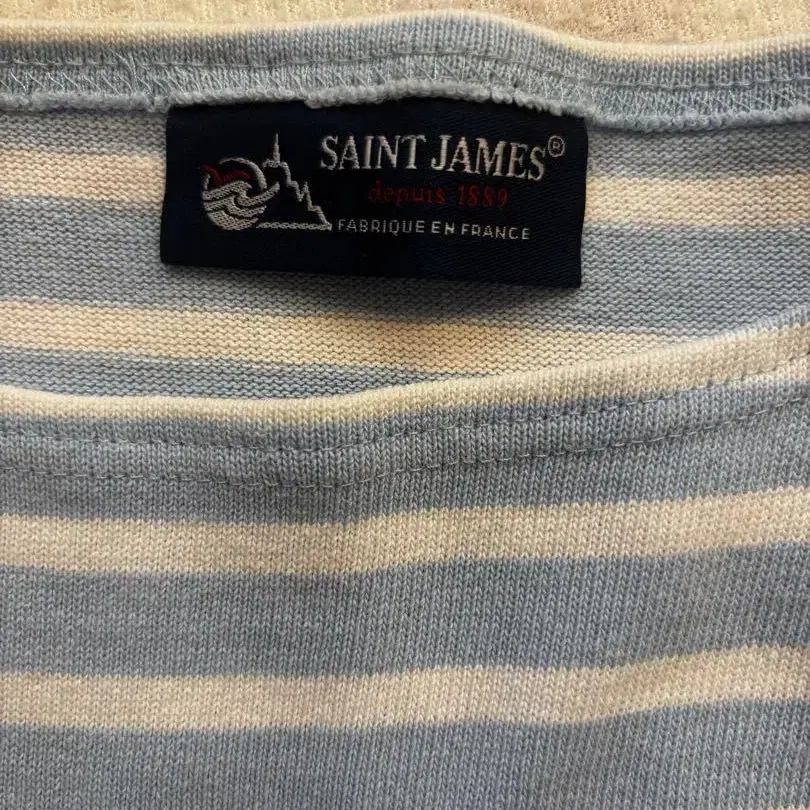 SAINT JAMES®
depuis 1889
FABRIQUE EN FRANCE